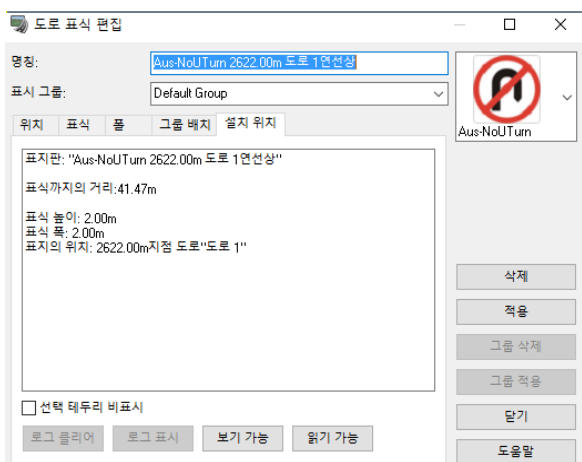 도로 표식 편집
명칭:
Aus-NoUTurn 2622.00m 도로 1연선상
표시 그룹:
Default Group
Aus-NoUTurn
위치 표식 폴 그룹 배치 설치 위치
표지판: "Aus-NoUTurn 2622.00m 도로 1연선상"
표식까지의 거리:41.47m
표식 높이: 2.00m
표식 폭: 2.00m
표지의 위치: 2622.00m지점 도로"도로 1"
삭제
적용
그룹 삭제
그룹 적용
닫기
도움말
선택 테두리 비표시
로그 클리어 로그 표시 보기 가능 읽기 가능